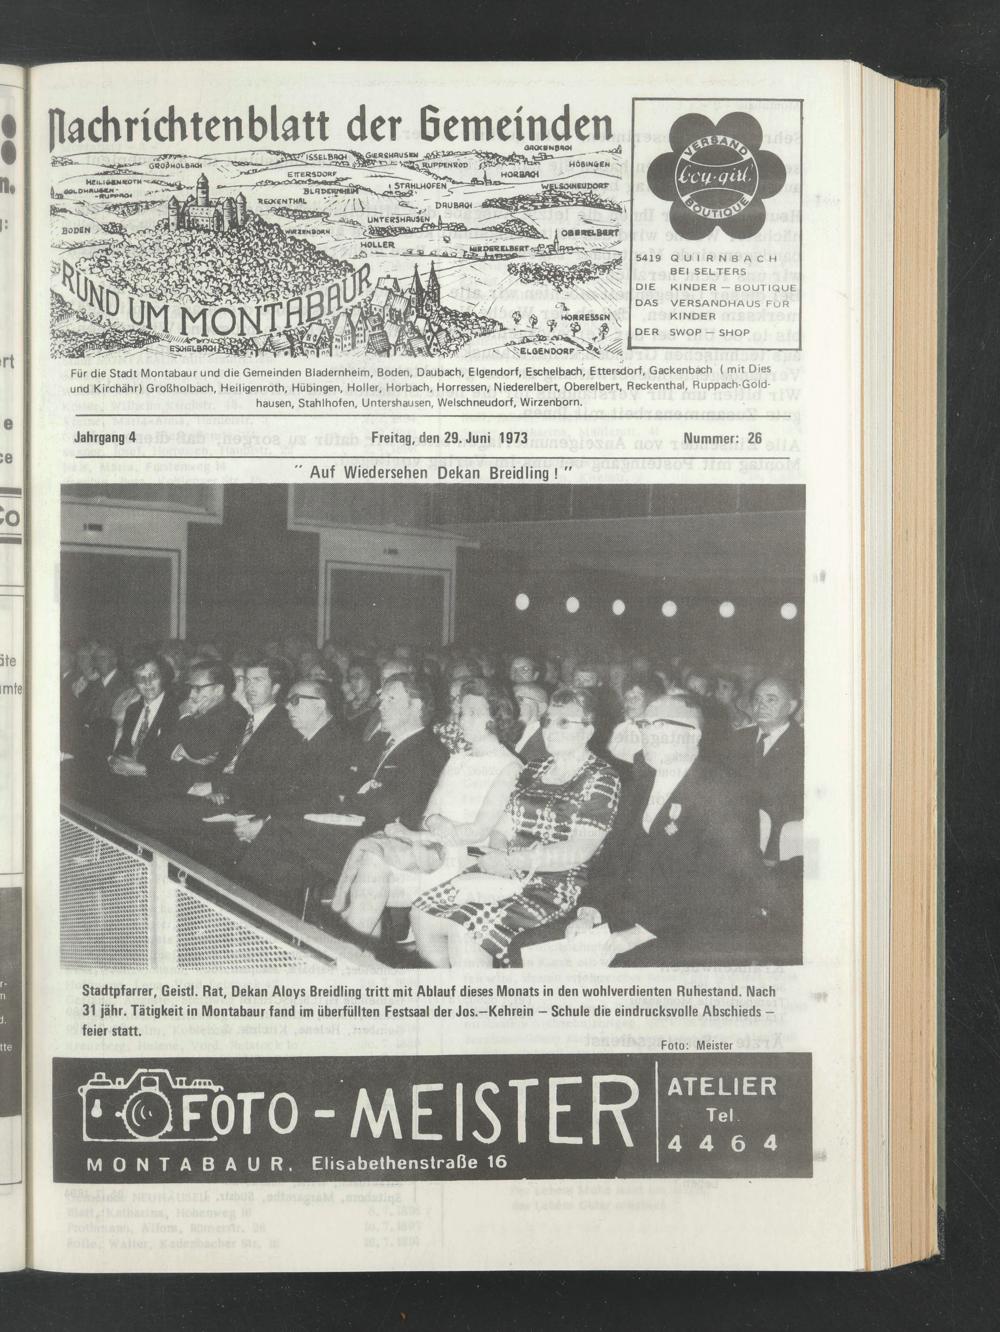 Nachrichtenblatt der Gemeinden
GACKENBACH
ISSELBACH
GIERSHAUSEN
GROẞHOLBACH
RUPPENROD
HÜBINGEN
ETTERSDORF
HORBACH
HEILIGENROTH
STAHLHOFEN
WELSCHNEUDORF
GOLDHAUSEN
-RUPPACH-
BLADERNHEIM
RECKENTHAL
DAUBACH
UNTERSHAUSEN
BODEN
WIRZENBORN
OBERELBERT
HOLLER
NIEDERELBERT
RUND UM MONTABAUR
HORRESSEN
ESCHELBACH
ELGENDORF
VERSAND
boy-girl
BOUTIQUE
5419 QUIRNBACH
BEI SELTERS
DIE KINDER – BOUTIQUE
DAS VERSANDHAUS FÜR
KINDER
DER SWOP – SHOP
Für die Stadt Montabaur und die Gemeinden Bladernheim, Boden, Daubach, Elgendorf, Eschelbach, Ettersdorf, Gackenbach ( mit Dies
und Kirchähr) Großholbach, Heiligenroth, Hübingen, Holler, Horbach, Horressen, Niederelbert, Oberelbert, Reckenthal, Ruppach-Gold-
hausen, Stahlhofen, Untershausen, Welschneudorf, Wirzenborn.
Jahrgang 4 Freitag, den 29. Juni 1973 Nummer: 26
" Auf Wiedersehen Dekan Breidling ! "
Stadtpfarrer, Geistl. Rat, Dekan Aloys Breidling tritt mit Ablauf dieses Monats in den wohlverdienten Ruhestand. Nach
31 jähr. Tätigkeit in Montabaur fand im überfüllten Festsaal der Jos.–Kehrein – Schule die eindrucksvolle Abschieds –
feier statt.
Foto: Meister
FOTO - MEISTER
MONTABAUR. Elisabethenstraße 16
ATELIER
Tel.
4464